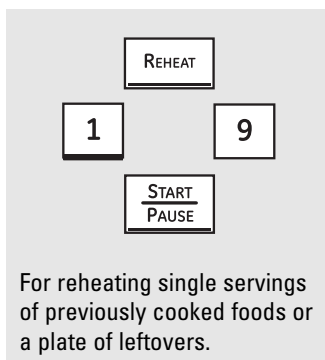 REHEAT
1 9
START
PAUSE
For reheating single servings
of previously cooked foods or
a plate of leftovers.